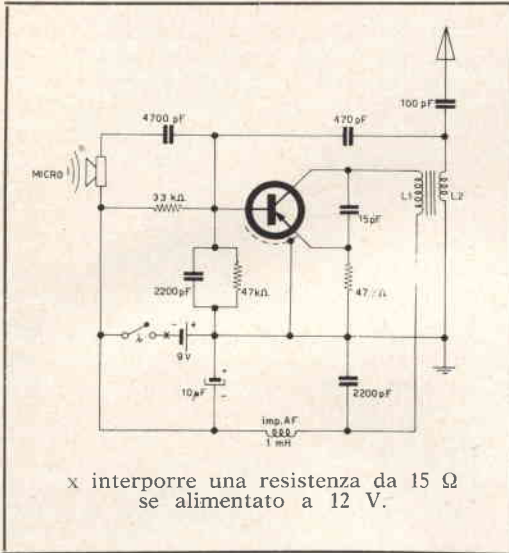 100 pF
4700 pF
470 pF
MICRO
L1
L2
33 kΩ
15pF
2200pF
47kΩ
- x - +
9 V
+
10µF
-
2200pF
imp. AF
1 mH
x interporre una resistenza da 15 Ω
se alimentato a 12 V.